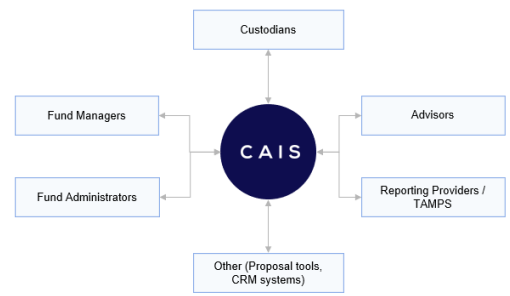 Custodians
Fund Managers
Advisors
CAIS
Fund Administrators
Reporting Providers /
TAMPS
Other (Proposal tools,
CRM systems)